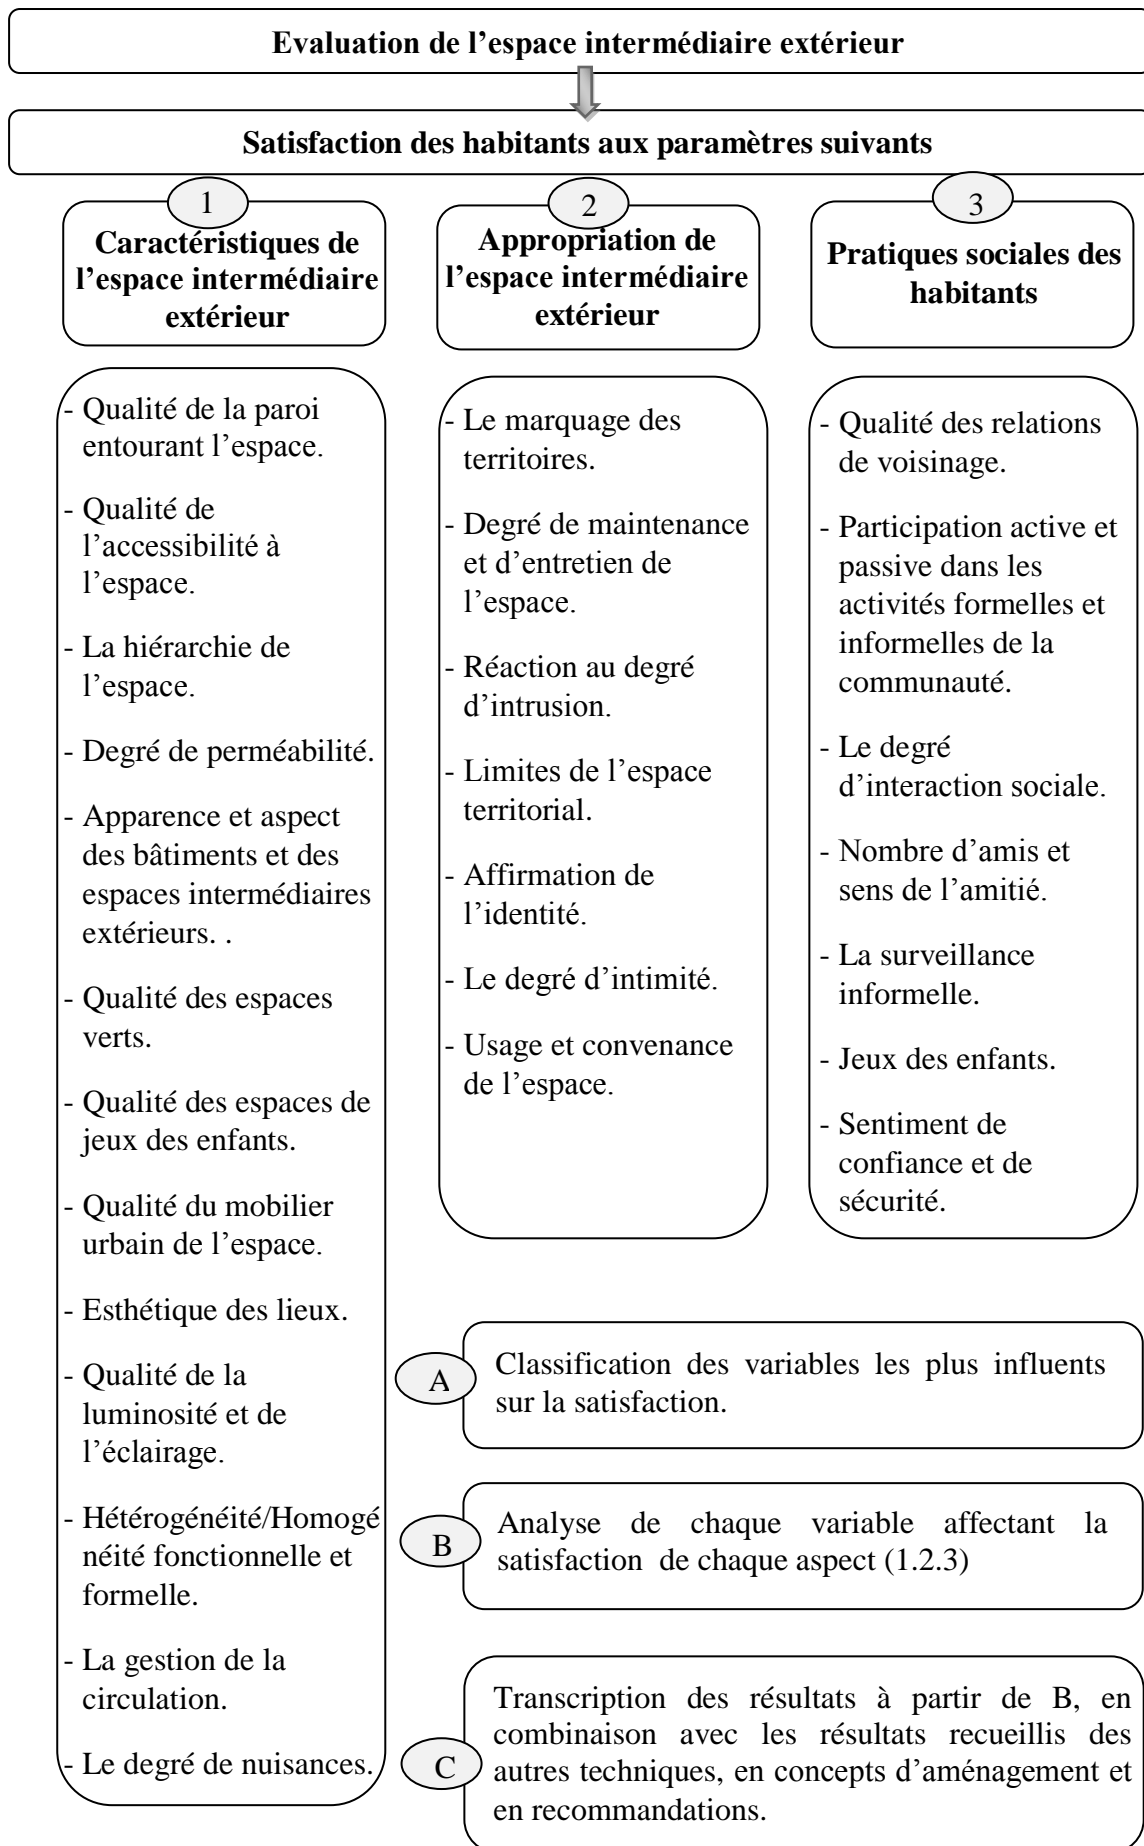 Evaluation de l’espace intermédiaire extérieur
Satisfaction des habitants aux paramètres suivants
1
Caractéristiques de
l’espace intermédiaire
extérieur
2
Appropriation de
l’espace intermédiaire
extérieur
3
Pratiques sociales des
habitants
- Qualité de la paroi
entourant l’espace.
- Qualité de
l’accessibilité à
l’espace.
- La hiérarchie de
l’espace.
- Degré de perméabilité.
- Apparence et aspect
des bâtiments et des
espaces intermédiaires
extérieurs. .
- Qualité des espaces
verts.
- Qualité des espaces de
jeux des enfants.
- Qualité du mobilier
urbain de l’espace.
- Esthétique des lieux.
- Qualité de la
luminosité et de
l’éclairage.
- Hétérogénéité/Homogé
néité fonctionnelle et
formelle.
- La gestion de la
circulation.
- Le degré de nuisances.
- Le marquage des
territoires.
- Degré de maintenance
et d’entretien de
l’espace.
- Réaction au degré
d’intrusion.
- Limites de l’espace
territorial.
- Affirmation de
l’identité.
- Le degré d’intimité.
- Usage et convenance
de l’espace.
- Qualité des relations
de voisinage.
- Participation active et
passive dans les
activités formelles et
informelles de la
communauté.
- Le degré
d’interaction sociale.
- Nombre d’amis et
sens de l’amitié.
- La surveillance
informelle.
- Jeux des enfants.
- Sentiment de
confiance et de
sécurité.
A
Classification des variables les plus influents
sur la satisfaction.
B
Analyse de chaque variable affectant la
satisfaction de chaque aspect (1.2.3)
C
Transcription des résultats à partir de B, en
combinaison avec les résultats recueillis des
autres techniques, en concepts d’aménagement et
en recommandations.